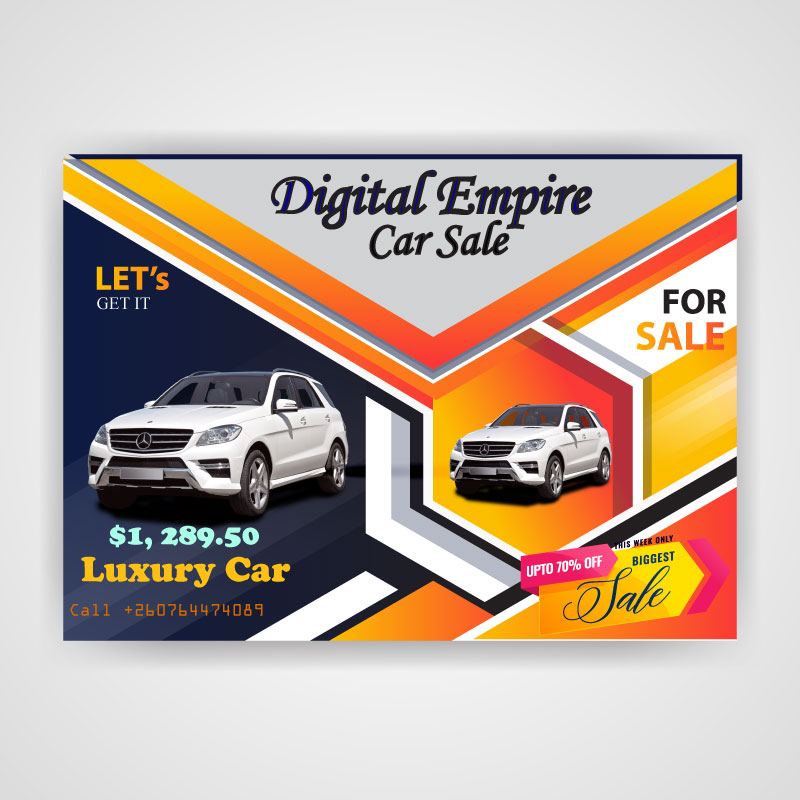 Digital Empire
Car Sale
LET's
GET IT
FOR
SALE
$1, 289.50
Luxury Car
Call +260764474089
THIS WEEK ONLY
UPTO 70% OFF
BIGGEST
Sale